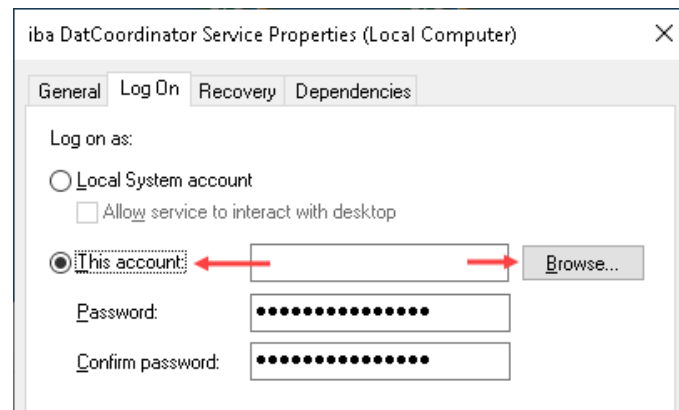 iba DatCoordinator Service Properties (Local Computer)
General Log On Recovery Dependencies
Log on as:
Local System account
Allow service to interact with desktop
This account: Browse...
Password: ●●●●●●●●●●●●●●●
Confirm password: ●●●●●●●●●●●●●●●